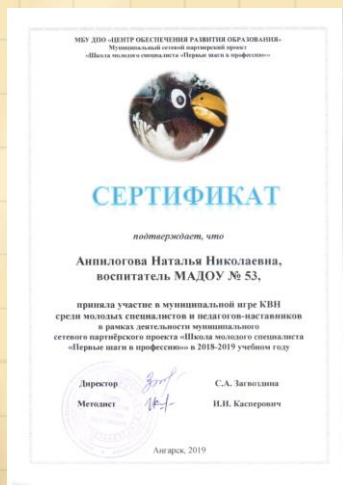 МБУ ДПО «ЦЕНТР ОБЕСПЕЧЕНИЯ РАЗВИТИЯ ОБРАЗОВАНИЯ»
Муниципальный сетевой партнерский проект
«Школа молодого специалиста «Первые шаги в профессию»»
СЕРТИФИКАТ
подтверждает, что
Анпилогова Наталья Николаевна,
воспитатель МАДОУ № 53,
приняла участие в муниципальной игре КВН
среди молодых специалистов и педагогов-наставников
в рамках деятельности муниципального
сетевого партнёрского проекта «Школа молодого специалиста
«Первые шаги в профессию»» в 2018-2019 учебном году
Директор С.А. Загвоздина
Методист И.И. Касперович
Ангарск, 2019